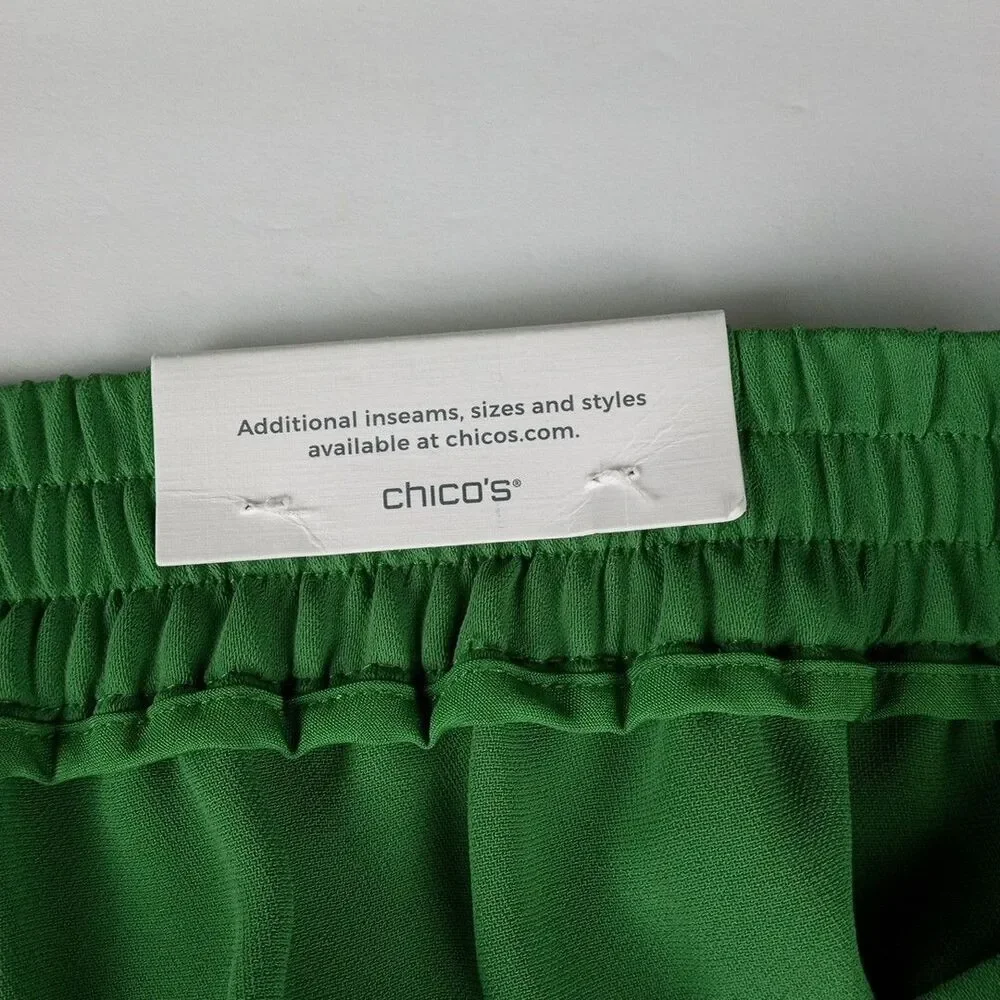 Additional inseams, sizes and styles
available at chicos.com.
chico's®